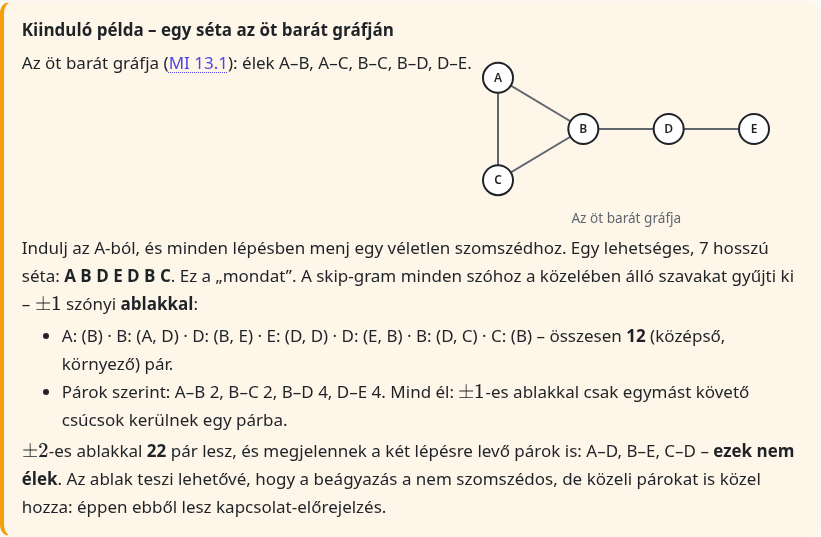 Kiinduló példa – egy séta az öt barát gráfján
Az öt barát gráfja (MI 13.1): élek A–B, A–C, B–C, B–D, D–E.
A
B
D
E
C
Az öt barát gráfja
Indulj az A-ból, és minden lépésben menj egy véletlen szomszédhoz. Egy lehetséges, 7 hosszú
séta: A B D E D B C. Ez a „mondat”. A skip-gram minden szóhoz a közelében álló szavakat gyűjti ki
– ±1 szónyi ablakkal:
• A: (B) · B: (A, D) · D: (B, E) · E: (D, D) · D: (E, B) · B: (D, C) · C: (B) – összesen 12 (középső,
környező) pár.
• Párok szerint: A–B 2, B–C 2, B–D 4, D–E 4. Mind él: ±1-es ablakkal csak egymást követő
csúcsok kerülnek egy párba.
±2-es ablakkal 22 pár lesz, és megjelennek a két lépésre levő párok is: A–D, B–E, C–D – ezek nem
élek. Az ablak teszi lehetővé, hogy a beágyazás a nem szomszédos, de közeli párokat is közel
hozza: éppen ebből lesz kapcsolat-előrejelzés.